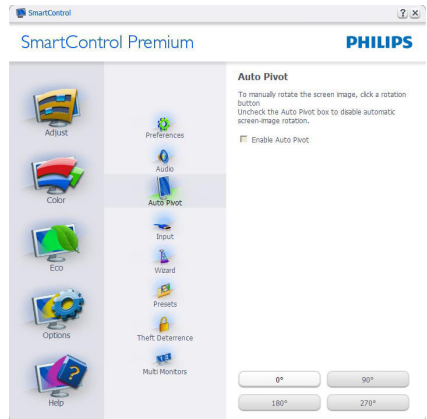 SmartControl
SmartControl Premium
PHILIPS
Adjust
Color
Eco
Options
Help
Preferences
Audio
Auto Pivot
Input
Wizard
Presets
Theft Deterrence
Multi Monitors
Auto Pivot
To manually rotate the screen image, click a rotation
button
Uncheck the Auto Pivot box to disable automatic
screen-image rotation.
Enable Auto Pivot
0°
90°
180°
270°